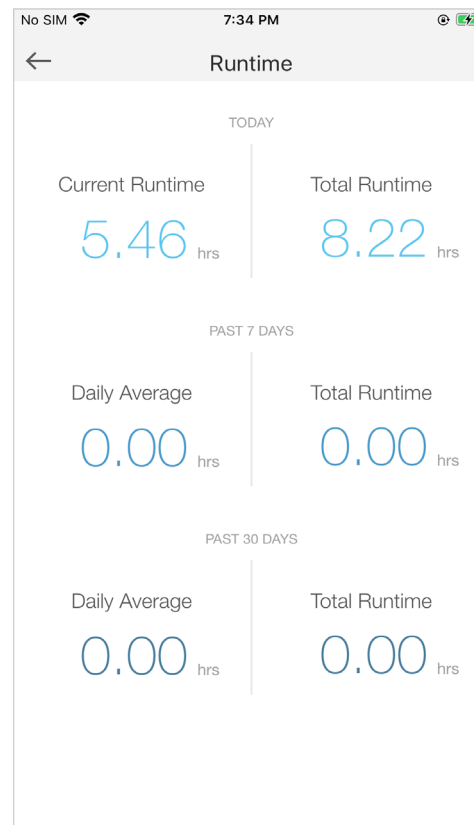 No SIM 7:34 PM
Runtime
TODAY
Current Runtime Total Runtime
5.46 hrs 8.22 hrs
PAST 7 DAYS
Daily Average Total Runtime
0.00 hrs 0.00 hrs
PAST 30 DAYS
Daily Average Total Runtime
0.00 hrs 0.00 hrs